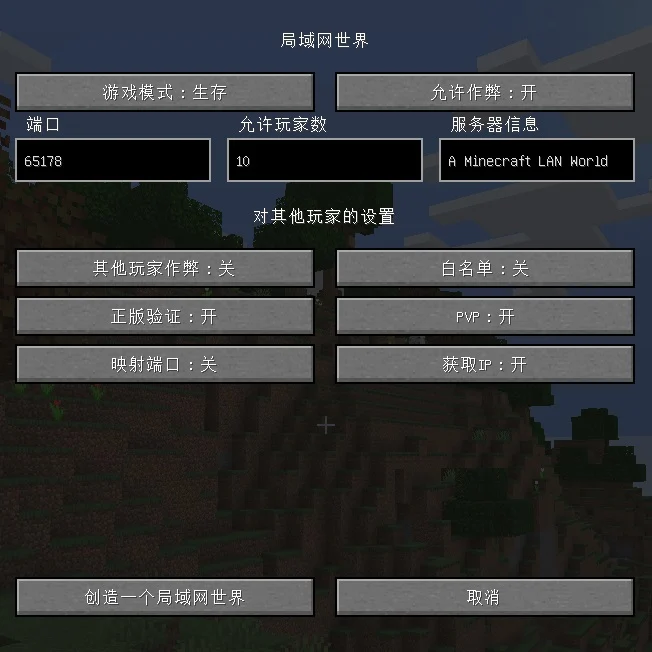 局域网世界
游戏模式：生存
允许作弊：开
端口
允许玩家数
服务器信息
65178
10
A Minecraft LAN World
对其他玩家的设置
其他玩家作弊：关
白名单：关
正版验证：开
PVP：开
映射端口：关
获取IP：开
创造一个局域网世界
取消